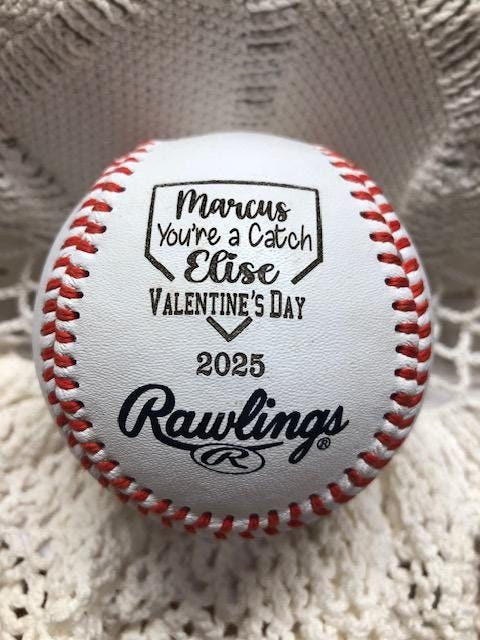 Marcus
You're a Catch
Elise
VALENTINE'S DAY
2025
Rawlings®
R